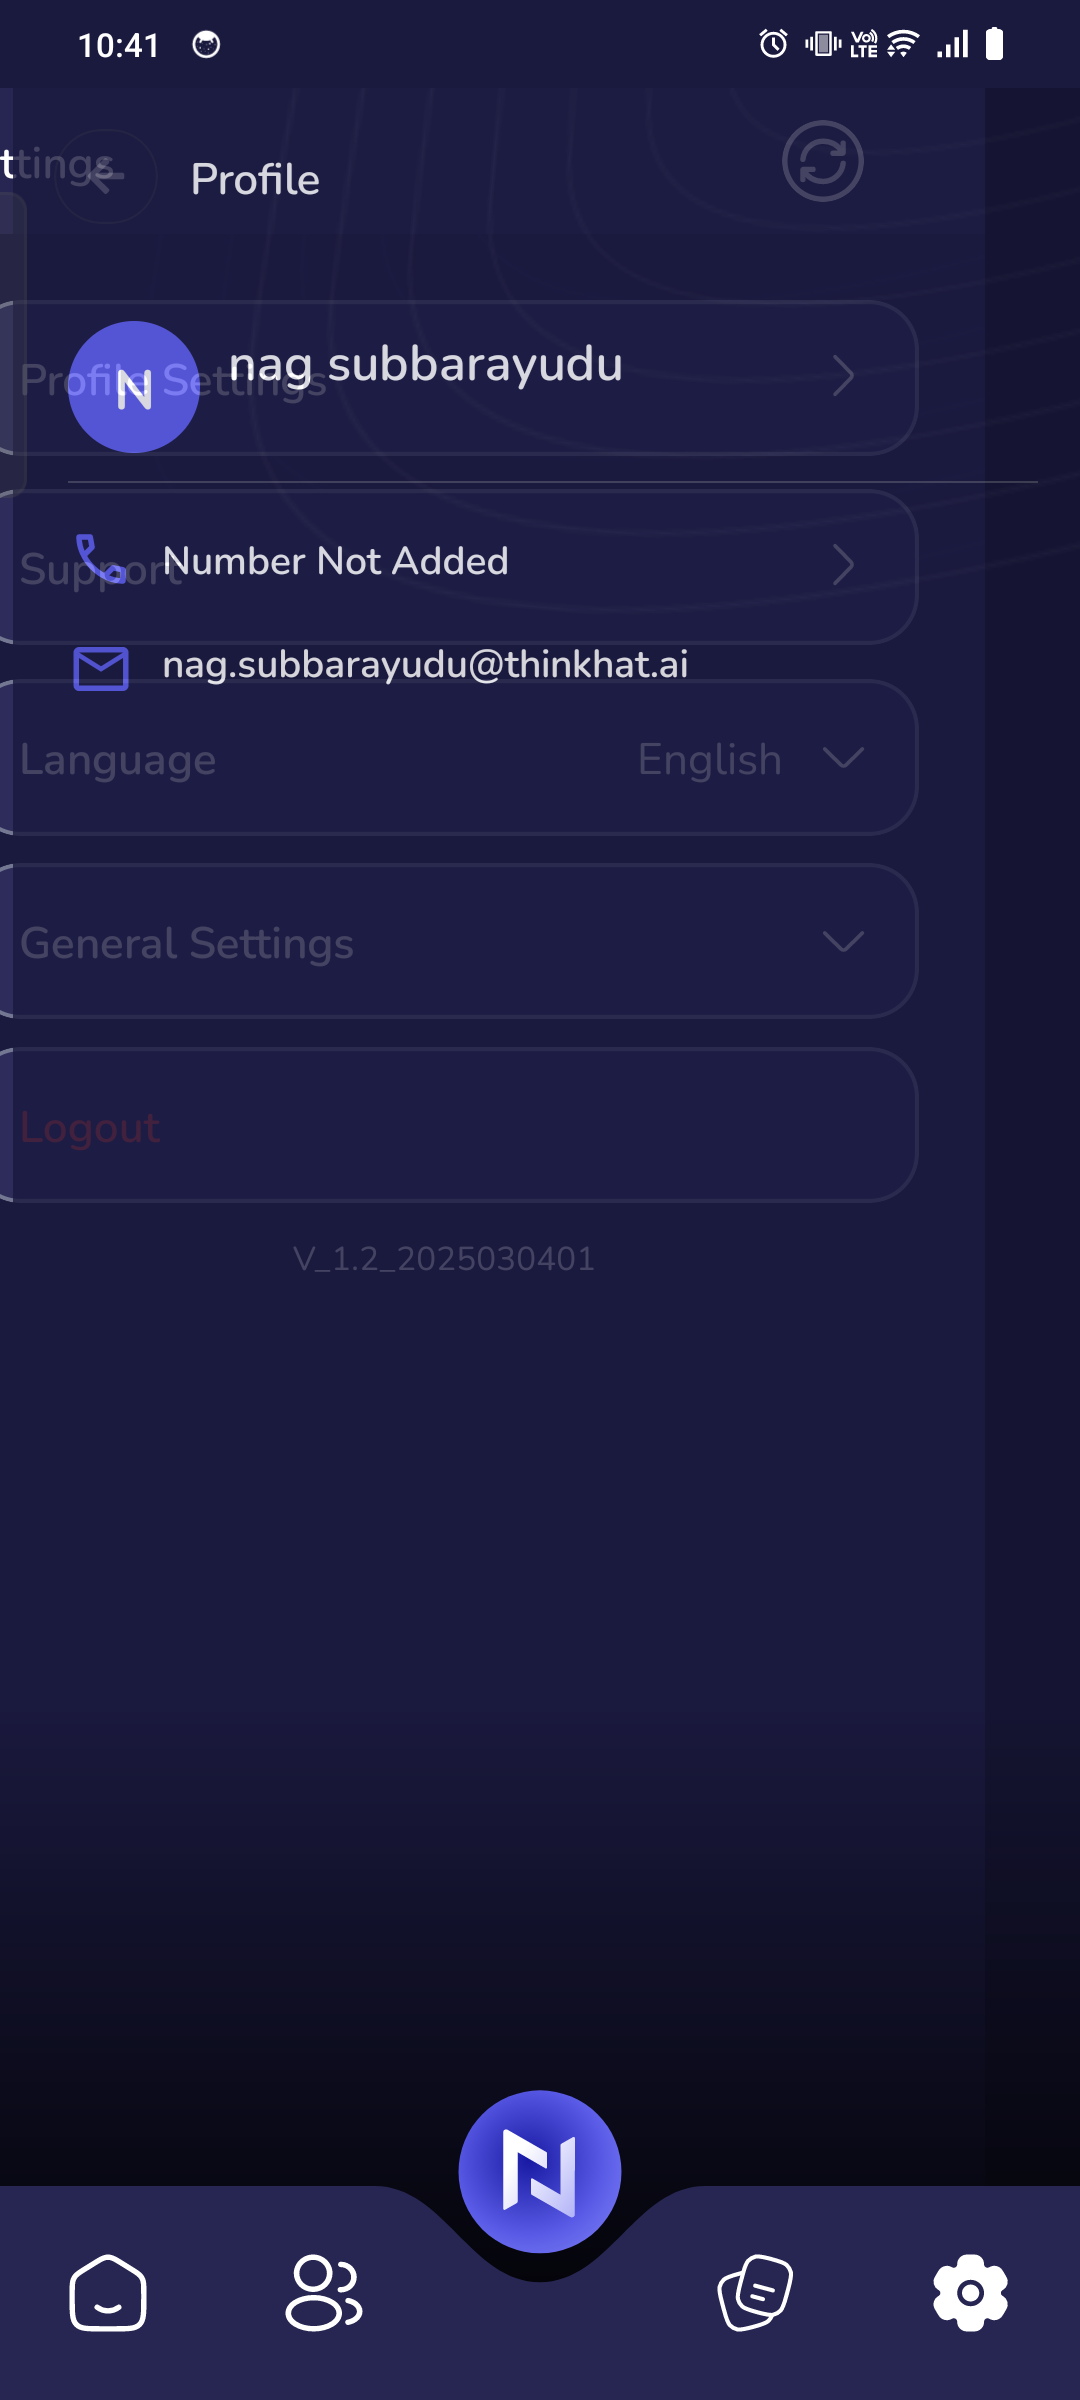 10:41
VoLTE
ttings
Profile
nag subbarayudu
N
Profile Settings
Number Not Added
Support
nag.subbarayudu@thinkhat.ai
Language English
General Settings
Logout
V_1.2_2025030401